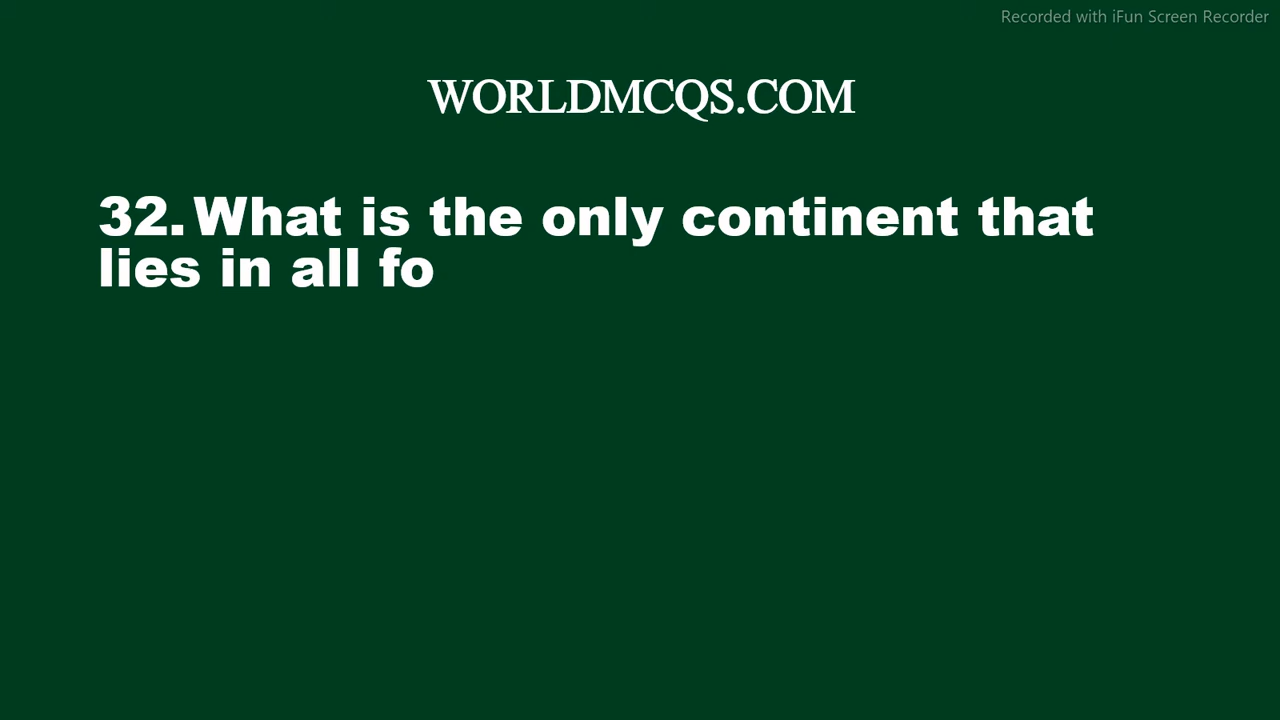 Recorded with iFun Screen Recorder
WORLDMCQS.COM
32. What is the only continent that
lies in all fo